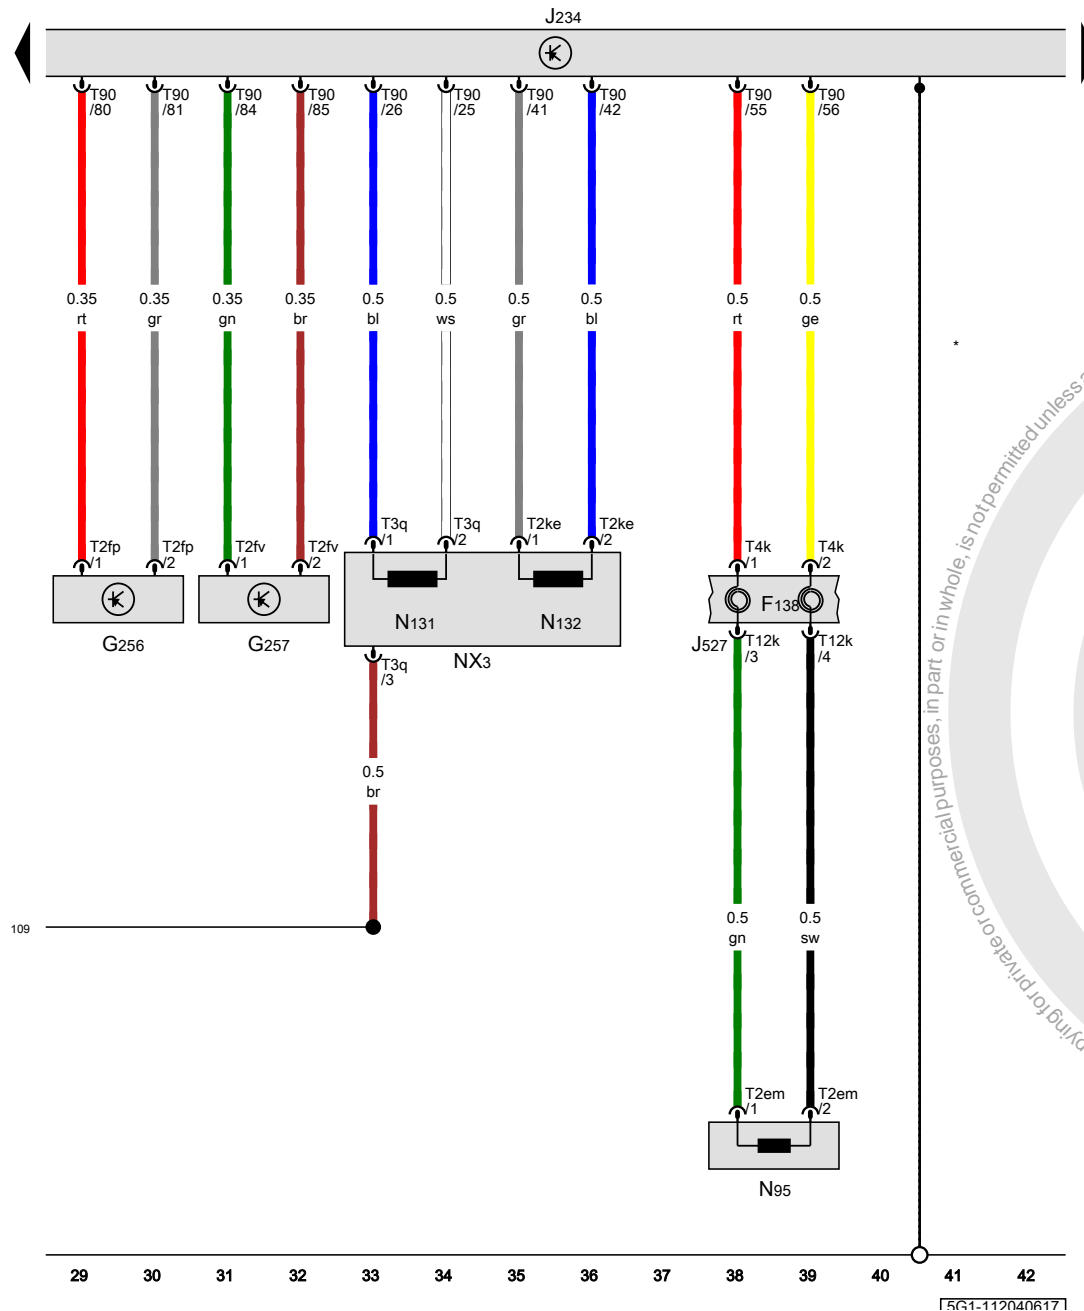 J234
T90 T90 T90 T90 T90 T90 T90 T90 T90 T90
/80 /81 /84 /85 /26 /25 /41 /42 /55 /56
0.35 0.35 0.35 0.35 0.5 0.5 0.5 0.5 0.5 0.5
rt gr gn br bl ws gr bl rt ge
*
T3q T3q T2ke T2ke
/1 /2 /1 /2
T2fp T2fp T2fv T2fv T4k T4k
/1 /2 /1 /2 /1 /2
F138
N131 N132
G256 G257 J527 T12k T12k
/3 /4
NX3
T3q
/3
0.5
br
109
0.5 0.5
gn sw
T2em T2em
/1 /2
N95
29 30 31 32 33 34 35 36 37 38 39 40 41 42
5G1-112040617
pying for private or commercial purposes, in part or in whole, is not permitted unless a